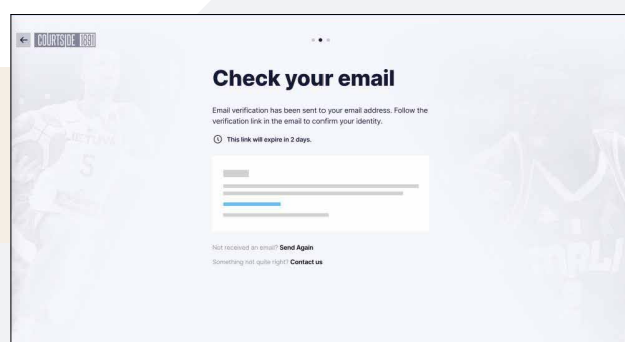 COURTSIDE 1891
Check your email
Email verification has been sent to your email address. Follow the
verification link in the email to confirm your identity.
This link will expire in 2 days.
Not received an email? Send Again
Something not quite right? Contact us